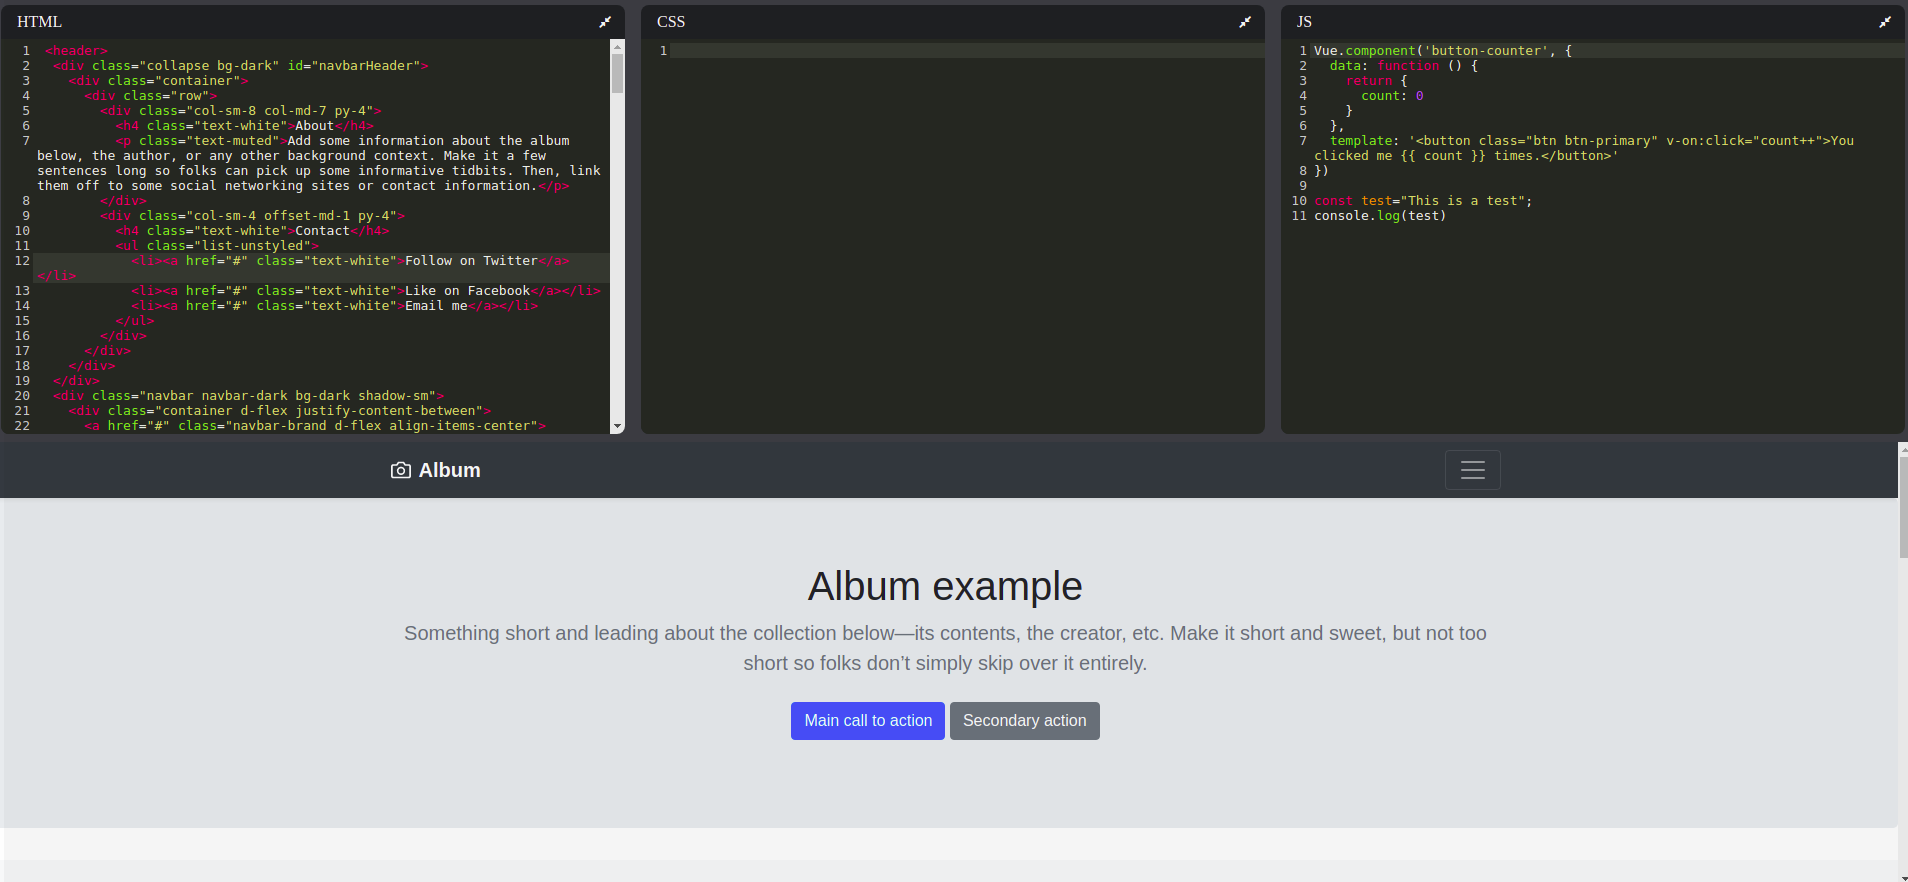 HTML
1 <header>
2 <div class="collapse bg-dark" id="navbarHeader">
3 <div class="container">
4 <div class="row">
5 <div class="col-sm-8 col-md-7 py-4">
6 <h4 class="text-white">About</h4>
7 <p class="text-muted">Add some information about the album
below, the author, or any other background context. Make it a few
sentences long so folks can pick up some informative tidbits. Then, link
them off to some social networking sites or contact information.</p>
8 </div>
9 <div class="col-sm-4 offset-md-1 py-4">
10 <h4 class="text-white">Contact</h4>
11 <ul class="list-unstyled">
12 <li><a href="#" class="text-white">Follow on Twitter</a>
</li>
13 <li><a href="#" class="text-white">Like on Facebook</a></li>
14 <li><a href="#" class="text-white">Email me</a></li>
15 </ul>
16 </div>
17 </div>
18 </div>
19 </div>
20 <div class="navbar navbar-dark bg-dark shadow-sm">
21 <div class="container d-flex justify-content-between">
22 <a href="#" class="navbar-brand d-flex align-items-center">
CSS
1
JS
1 Vue.component('button-counter', {
2 data: function () {
3 return {
4 count: 0
5 }
6 },
7 template: '<button class="btn btn-primary" v-on:click="count++">You
clicked me {{ count }} times.</button>'
8 })
9
10 const test="This is a test";
11 console.log(test)
Album
Album example
Something short and leading about the collection below—its contents, the creator, etc. Make it short and sweet, but not too
short so folks don’t simply skip over it entirely.
Main call to action
Secondary action